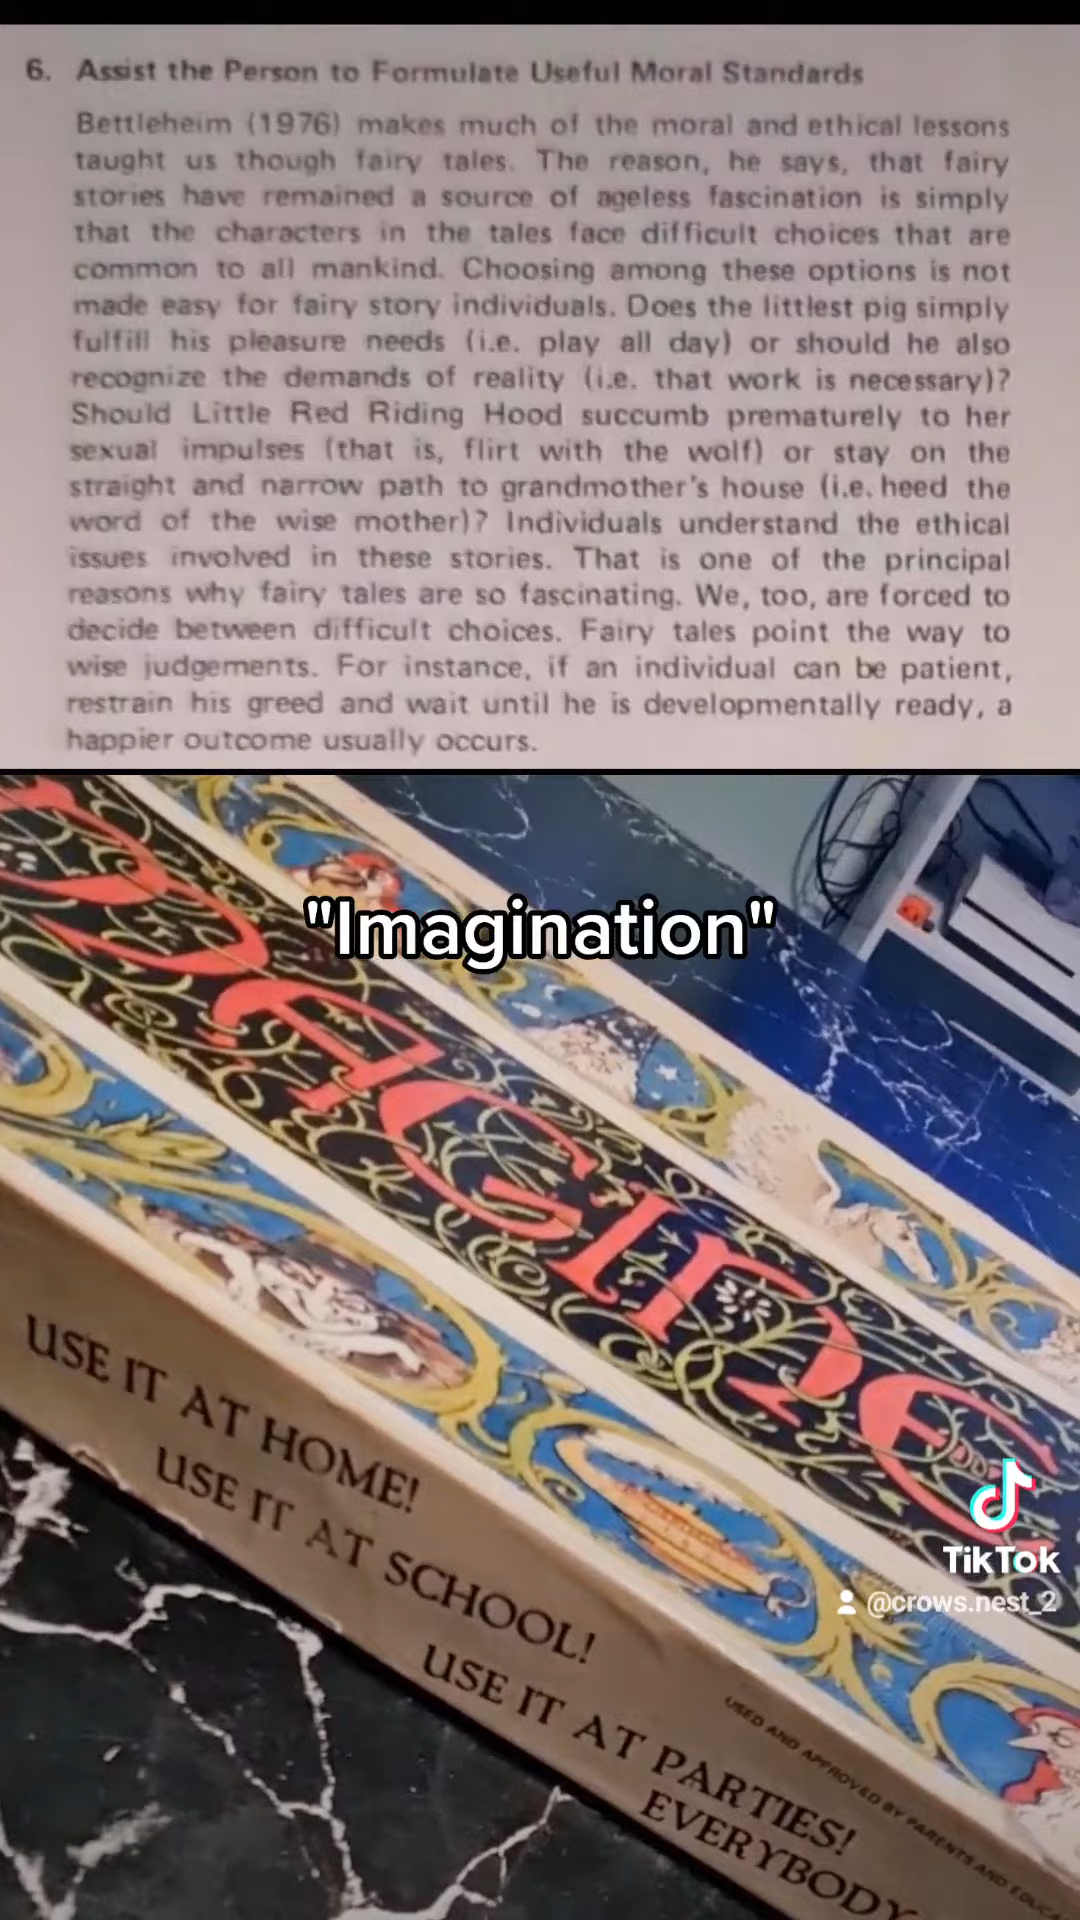 6. Assist the Person to Formulate Useful Moral Standards
Bettleheim (1976) makes much of the moral and ethical lessons
taught us though fairy tales. The reason, he says, that fairy
stories have remained a source of ageless fascination is simply
that the characters in the tales face difficult choices that are
common to all mankind. Choosing among these options is not
made easy for fairy story individuals. Does the littlest pig simply
fulfill his pleasure needs (i.e. play all day) or should he also
recognize the demands of reality (i.e. that work is necessary)?
Should Little Red Riding Hood succumb prematurely to her
sexual impulses (that is, flirt with the wolf) or stay on the
straight and narrow path to grandmother's house (i.e. heed the
word of the wise mother)? Individuals understand the ethical
issues involved in these stories. That is one of the principal
reasons why fairy tales are so fascinating. We, too, are forced to
decide between difficult choices. Fairy tales point the way to
wise judgements. For instance, if an individual can be patient,
restrain his greed and wait until he is developmentally ready, a
happier outcome usually occurs.
"Imagination"
IMAGINE
USE IT AT HOME!
USE IT AT SCHOOL!
USE IT AT PARTIES!
EVERYBODY
USED AND APPROVED BY PARENTS AND
TikTok
@crows.nest_2